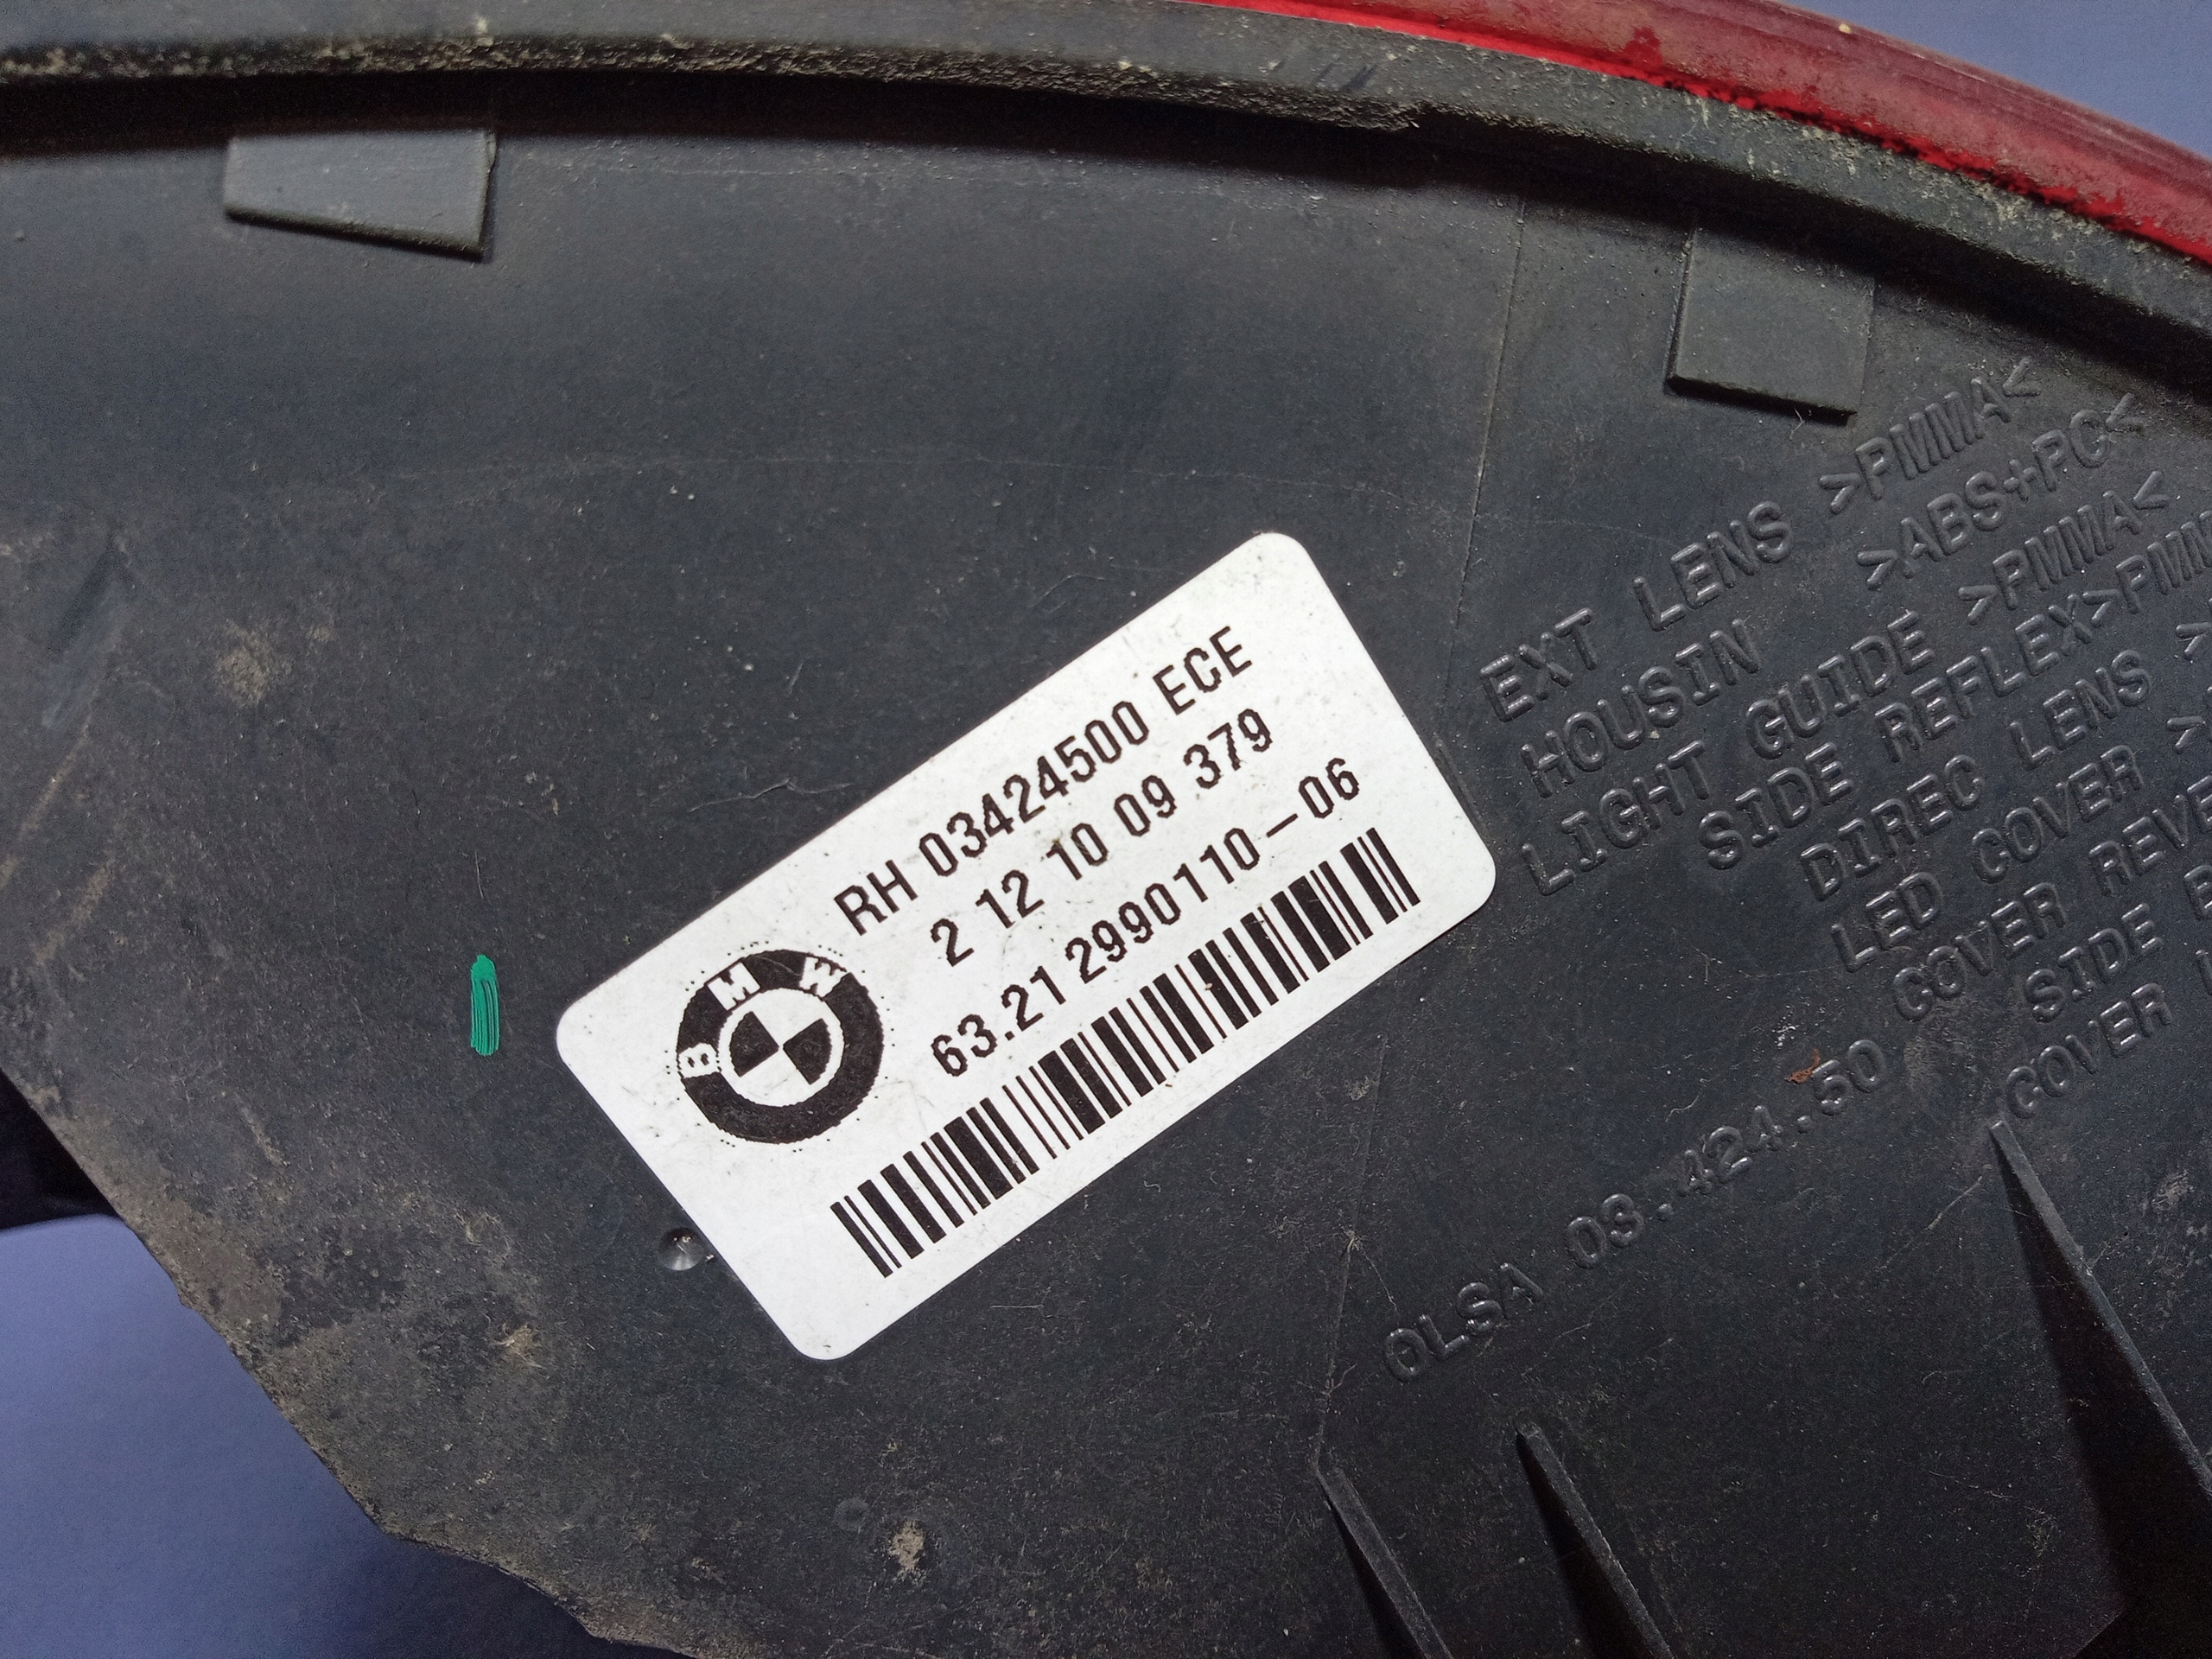 RH 03424500 ECE
2 12 10 09 379
63.21 2990110-06
BMW
EXT LENS >PMMA<
HOUSIN >ABS+PC<
LIGHT GUIDE >PMMA<
SIDE REFLEX>PMM
DIREC LENS >
LED COVER >
COVER REVE
SIDE
COVER
OLSA 03.424.50